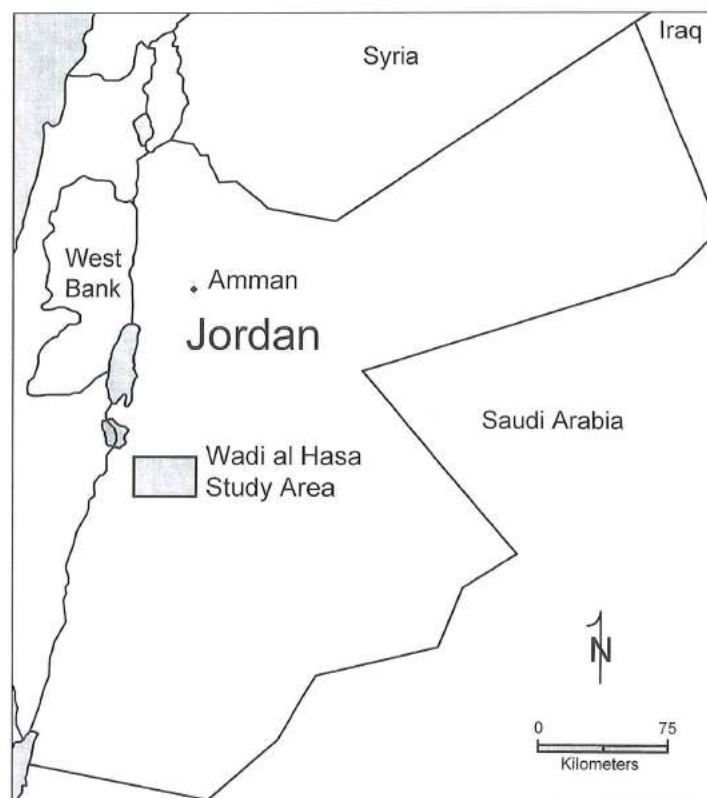 Iraq
Syria
West
Bank
Amman
Jordan
Saudi Arabia
Wadi al Hasa
Study Area
N
0 75
Kilometers